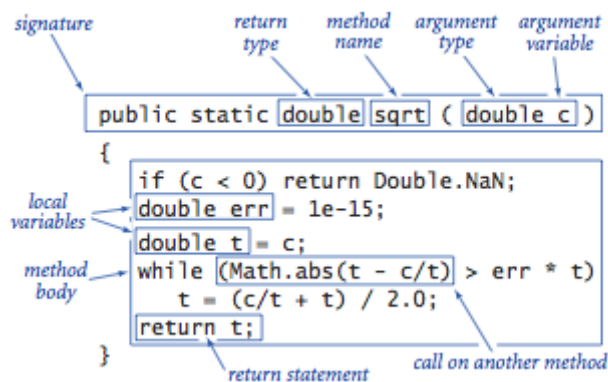 signature
return type
method name
argument type
argument variable
public static double sqrt ( double c )
{
if (c < 0) return Double.NaN;
local variables
double err = 1e-15;
double t = c;
method body
while (Math.abs(t - c/t) > err * t)
t = (c/t + t) / 2.0;
return t;
}
return statement
call on another method